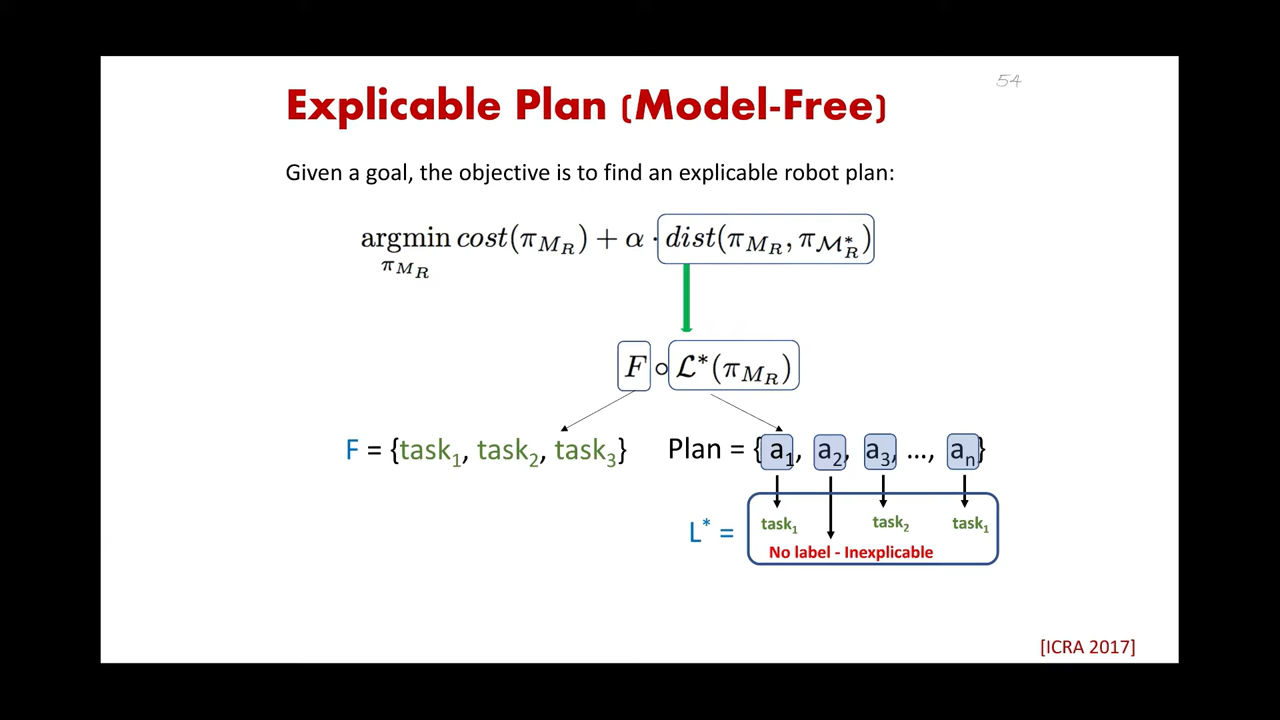 54
Explicable Plan (Model-Free)
Given a goal, the objective is to find an explicable robot plan:
argmin cost(π_{M_R}) + α · dist(π_{M_R}, π_{ℳ*_R})
π_{M_R}
F ∘ ℒ*(π_{M_R})
F = {task₁, task₂, task₃}
Plan = {a₁, a₂, a₃, ..., aₙ}
task₁ task₂ task₁
L* =
No label - Inexplicable
[ICRA 2017]